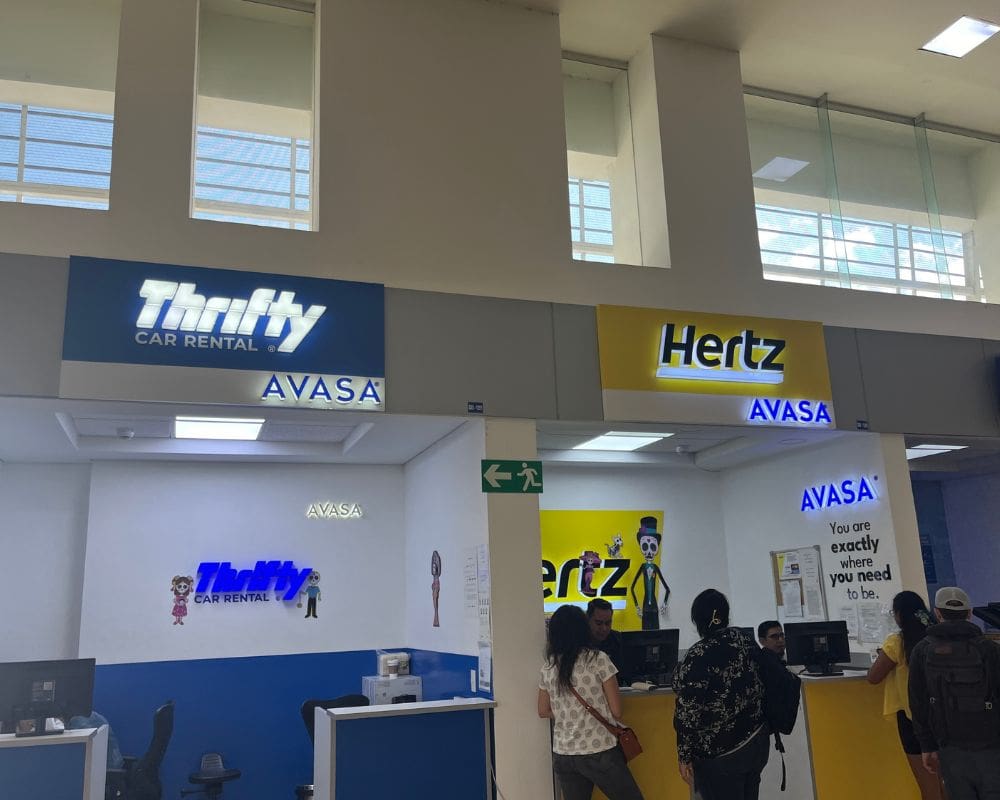 Thrifty
CAR RENTAL ®
AVASA
Hertz
AVASA
AVASA
Thrifty
CAR RENTAL
ertz
AVASA
You are
exactly
where
you need
to be.